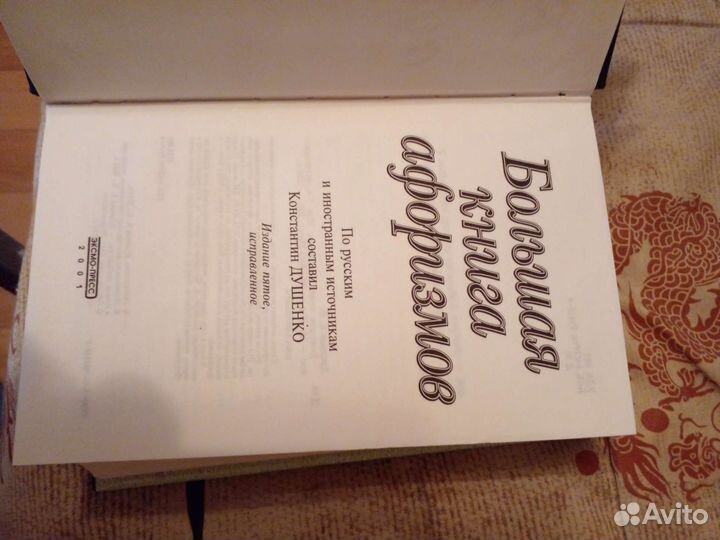 Большая
книга
афоризмов
По русским
и иностранным источникам
составил
Константин ДУШЕНКО
Издание пятое,
исправленное
ЭКСМО-ПРЕСС
2001
Avito